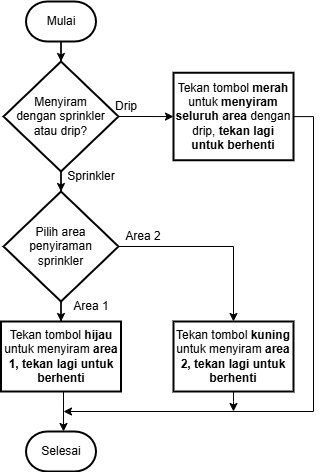 Mulai
Menyiram
dengan sprinkler
atau drip?
Drip
Tekan tombol merah
untuk menyiram
seluruh area dengan
drip, tekan lagi
untuk berhenti
Sprinkler
Pilih area
penyiraman
sprinkler
Area 2
Area 1
Tekan tombol hijau
untuk menyiram area
1, tekan lagi untuk
berhenti
Tekan tombol kuning
untuk menyiram area
2, tekan lagi untuk
berhenti
Selesai